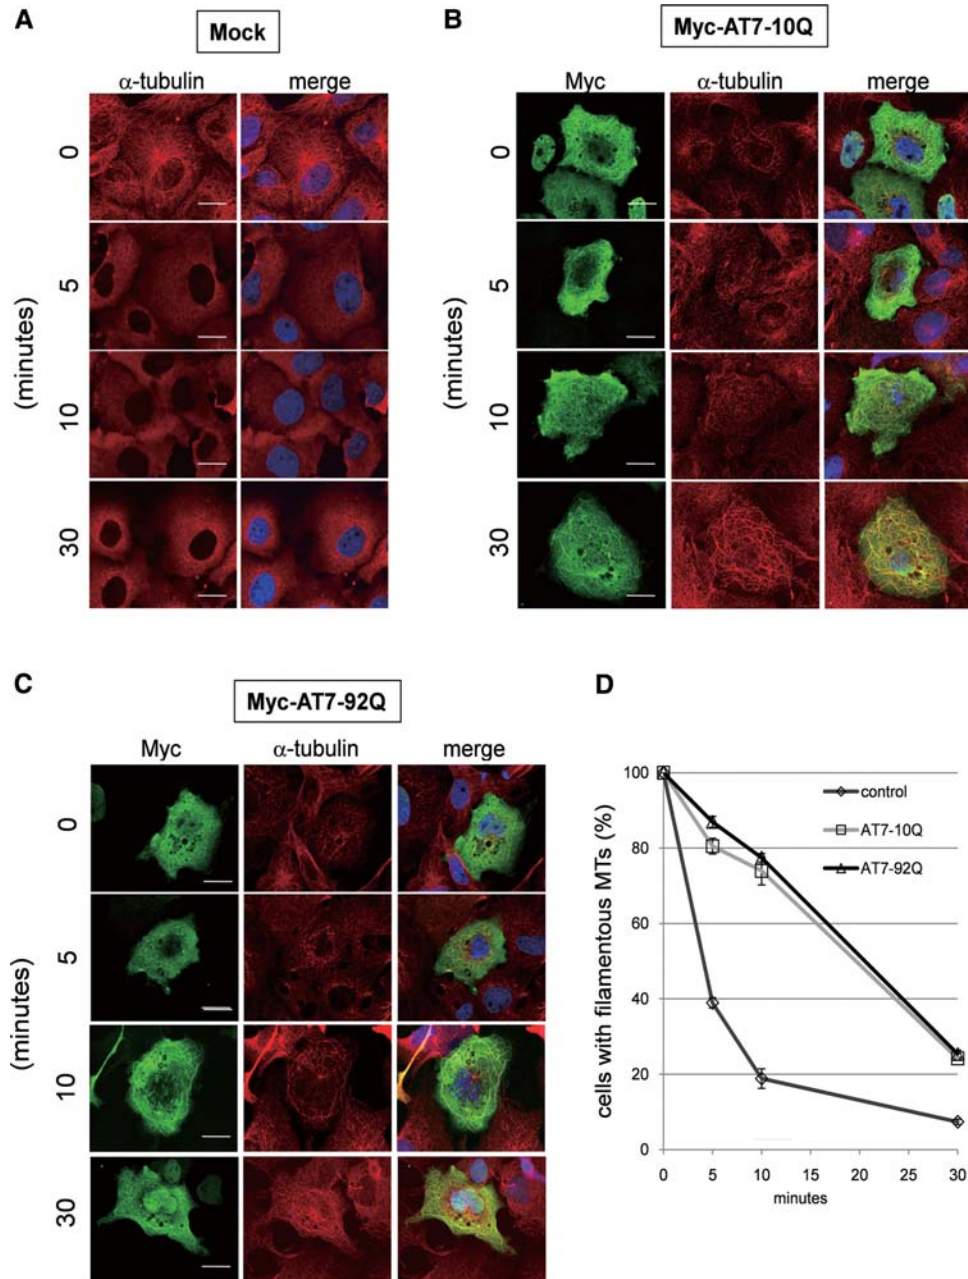 A
Mock
α-tubulin merge
0
5
10
30
(minutes)
B
Myc-AT7-10Q
Myc α-tubulin merge
0
5
10
30
(minutes)
C
Myc-AT7-92Q
Myc α-tubulin merge
0
5
10
30
(minutes)
D
cells with filamentous MTs (%)
100
80
60
40
20
0
control
AT7-10Q
AT7-92Q
0 5 10 15 20 25 30
minutes